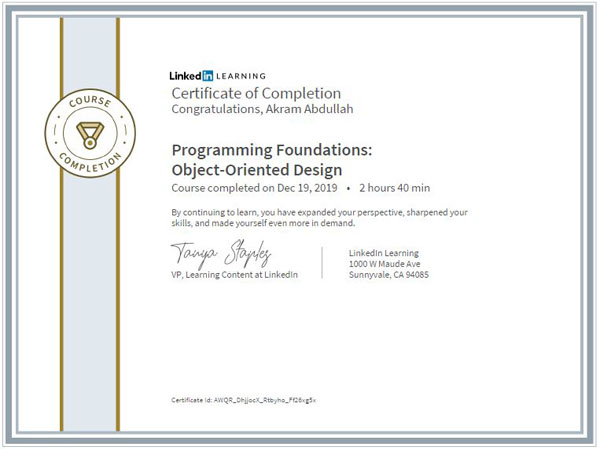 LinkedIn LEARNING
Certificate of Completion
Congratulations, Akram Abdullah
COURSE
COMPLETION
Programming Foundations:
Object-Oriented Design
Course completed on Dec 19, 2019 • 2 hours 40 min
By continuing to learn, you have expanded your perspective, sharpened your
skills, and made yourself even more in demand.
Tanya Staples
VP, Learning Content at LinkedIn
LinkedIn Learning
1000 W Maude Ave
Sunnyvale, CA 94085
Certificate Id: AWQR_DhjjocX_Rtbyho_Ff26xg5x